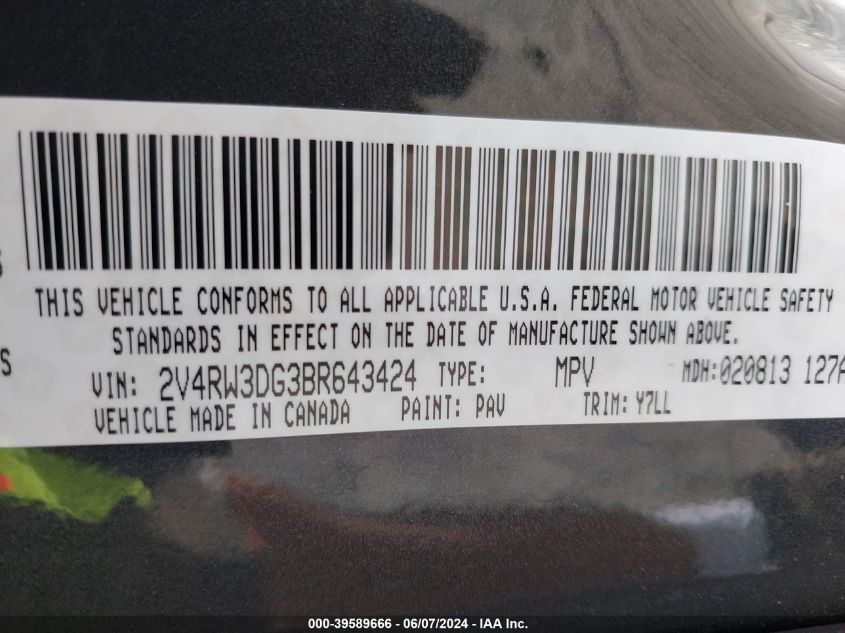 THIS VEHICLE CONFORMS TO ALL APPLICABLE U.S.A. FEDERAL MOTOR VEHICLE SAFETY
STANDARDS IN EFFECT ON THE DATE OF MANUFACTURE SHOWN ABOVE.
S
S
VIN: 2V4RW3DG3BR643424 TYPE: MPV MDH:020813 127A
VEHICLE MADE IN CANADA PAINT: PAV TRIM: Y7LL
000-39589666 - 06/07/2024 - IAA Inc.